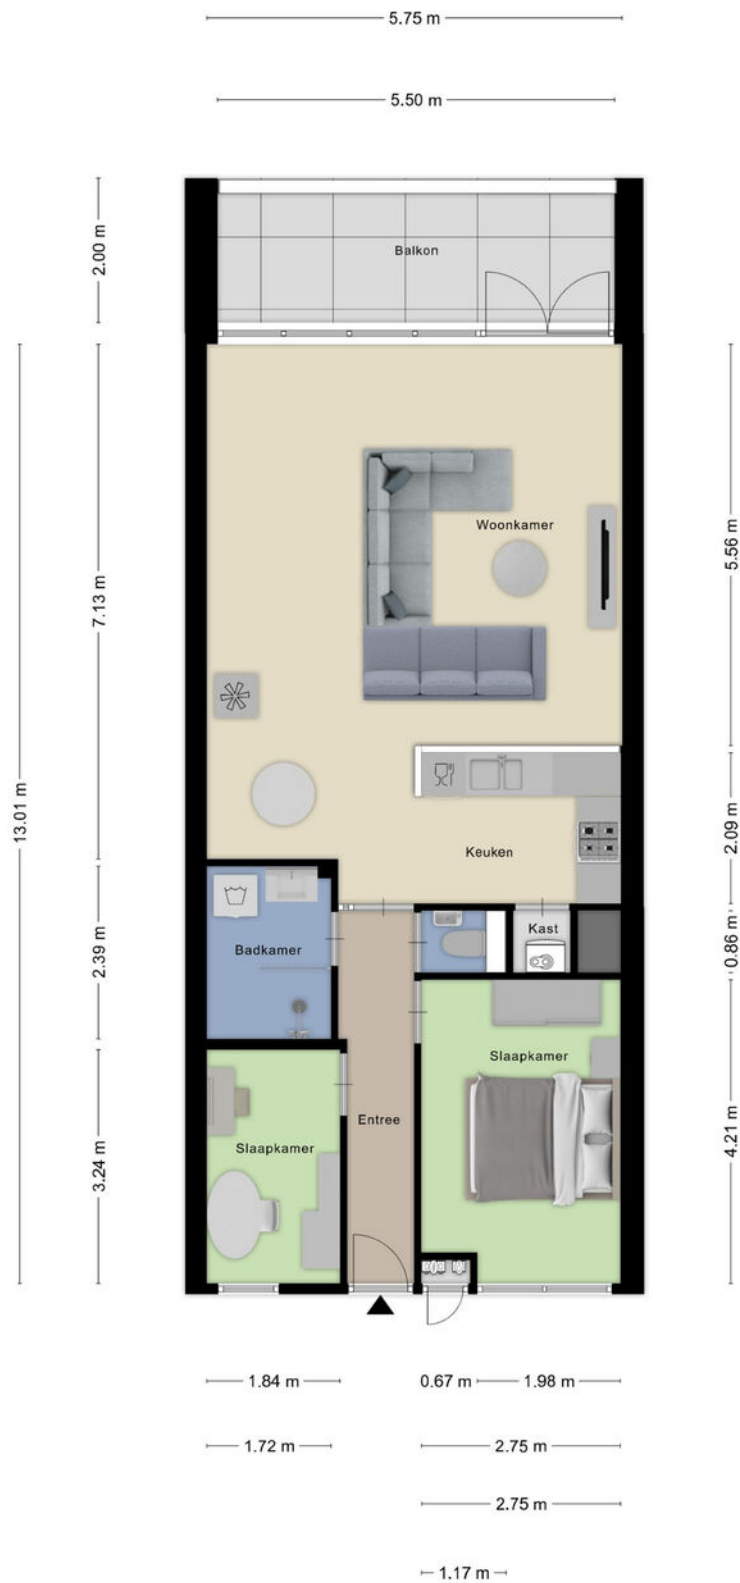 5.75 m
5.50 m
2.00 m
Balkon
13.01 m
7.13 m
5.56 m
Woonkamer
2.09 m
Keuken
Kast
0.86 m
2.39 m
Badkamer
Slaapkamer
Entree
4.21 m
3.24 m
Slaapkamer
1.84 m
0.67 m
1.98 m
1.72 m
2.75 m
2.75 m
1.17 m